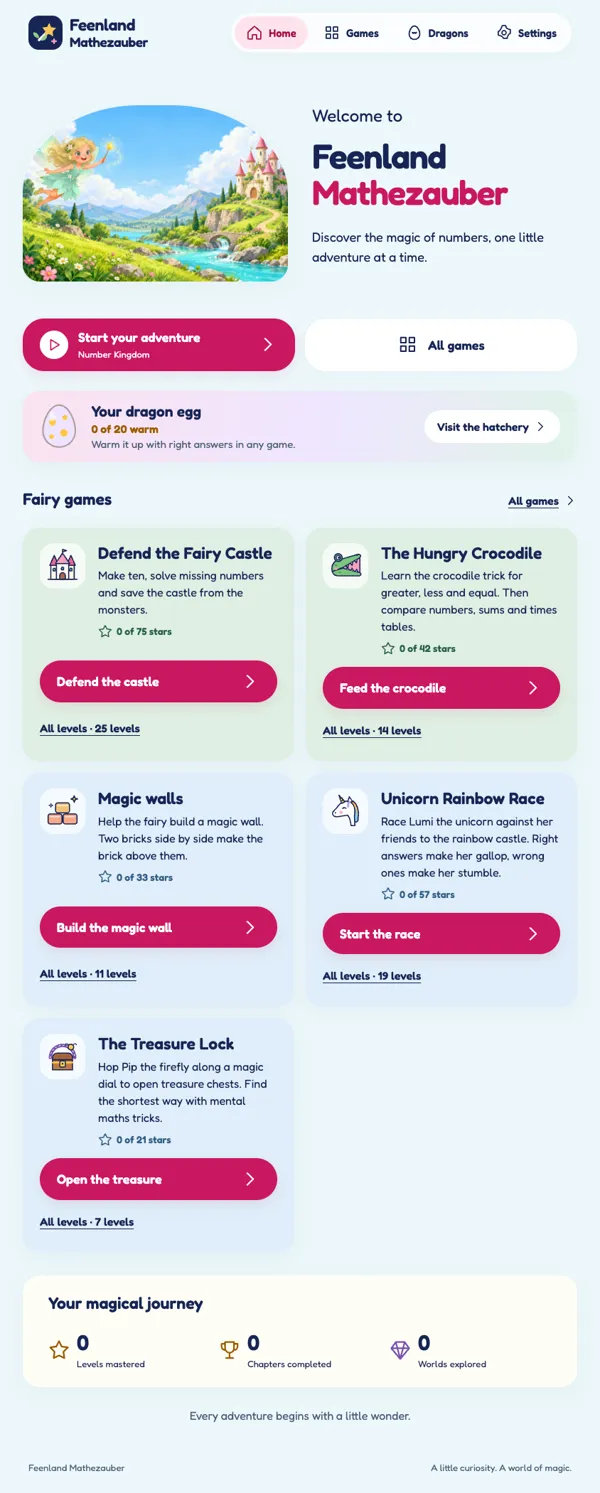 Feenland
Mathezauber
Home
Games
Dragons
Settings
Welcome to
Feenland
Mathezauber
Discover the magic of numbers, one little
adventure at a time.
Start your adventure
Number Kingdom
All games
Your dragon egg
0 of 20 warm
Warm it up with right answers in any game.
Visit the hatchery
Fairy games
All games
Defend the Fairy Castle
Make ten, solve missing numbers
and save the castle from the
monsters.
0 of 75 stars
Defend the castle
All levels · 25 levels
The Hungry Crocodile
Learn the crocodile trick for
greater, less and equal. Then
compare numbers, sums and times
tables.
0 of 42 stars
Feed the crocodile
All levels · 14 levels
Magic walls
Help the fairy build a magic wall.
Two bricks side by side make the
brick above them.
0 of 33 stars
Build the magic wall
All levels · 11 levels
Unicorn Rainbow Race
Race Lumi the unicorn against her
friends to the rainbow castle. Right
answers make her gallop, wrong
ones make her stumble.
0 of 57 stars
Start the race
All levels · 19 levels
The Treasure Lock
Hop Pip the firefly along a magic
dial to open treasure chests. Find
the shortest way with mental
maths tricks.
0 of 21 stars
Open the treasure
All levels · 7 levels
Your magical journey
0
Levels mastered
0
Chapters completed
0
Worlds explored
Every adventure begins with a little wonder.
Feenland Mathezauber
A little curiosity. A world of magic.